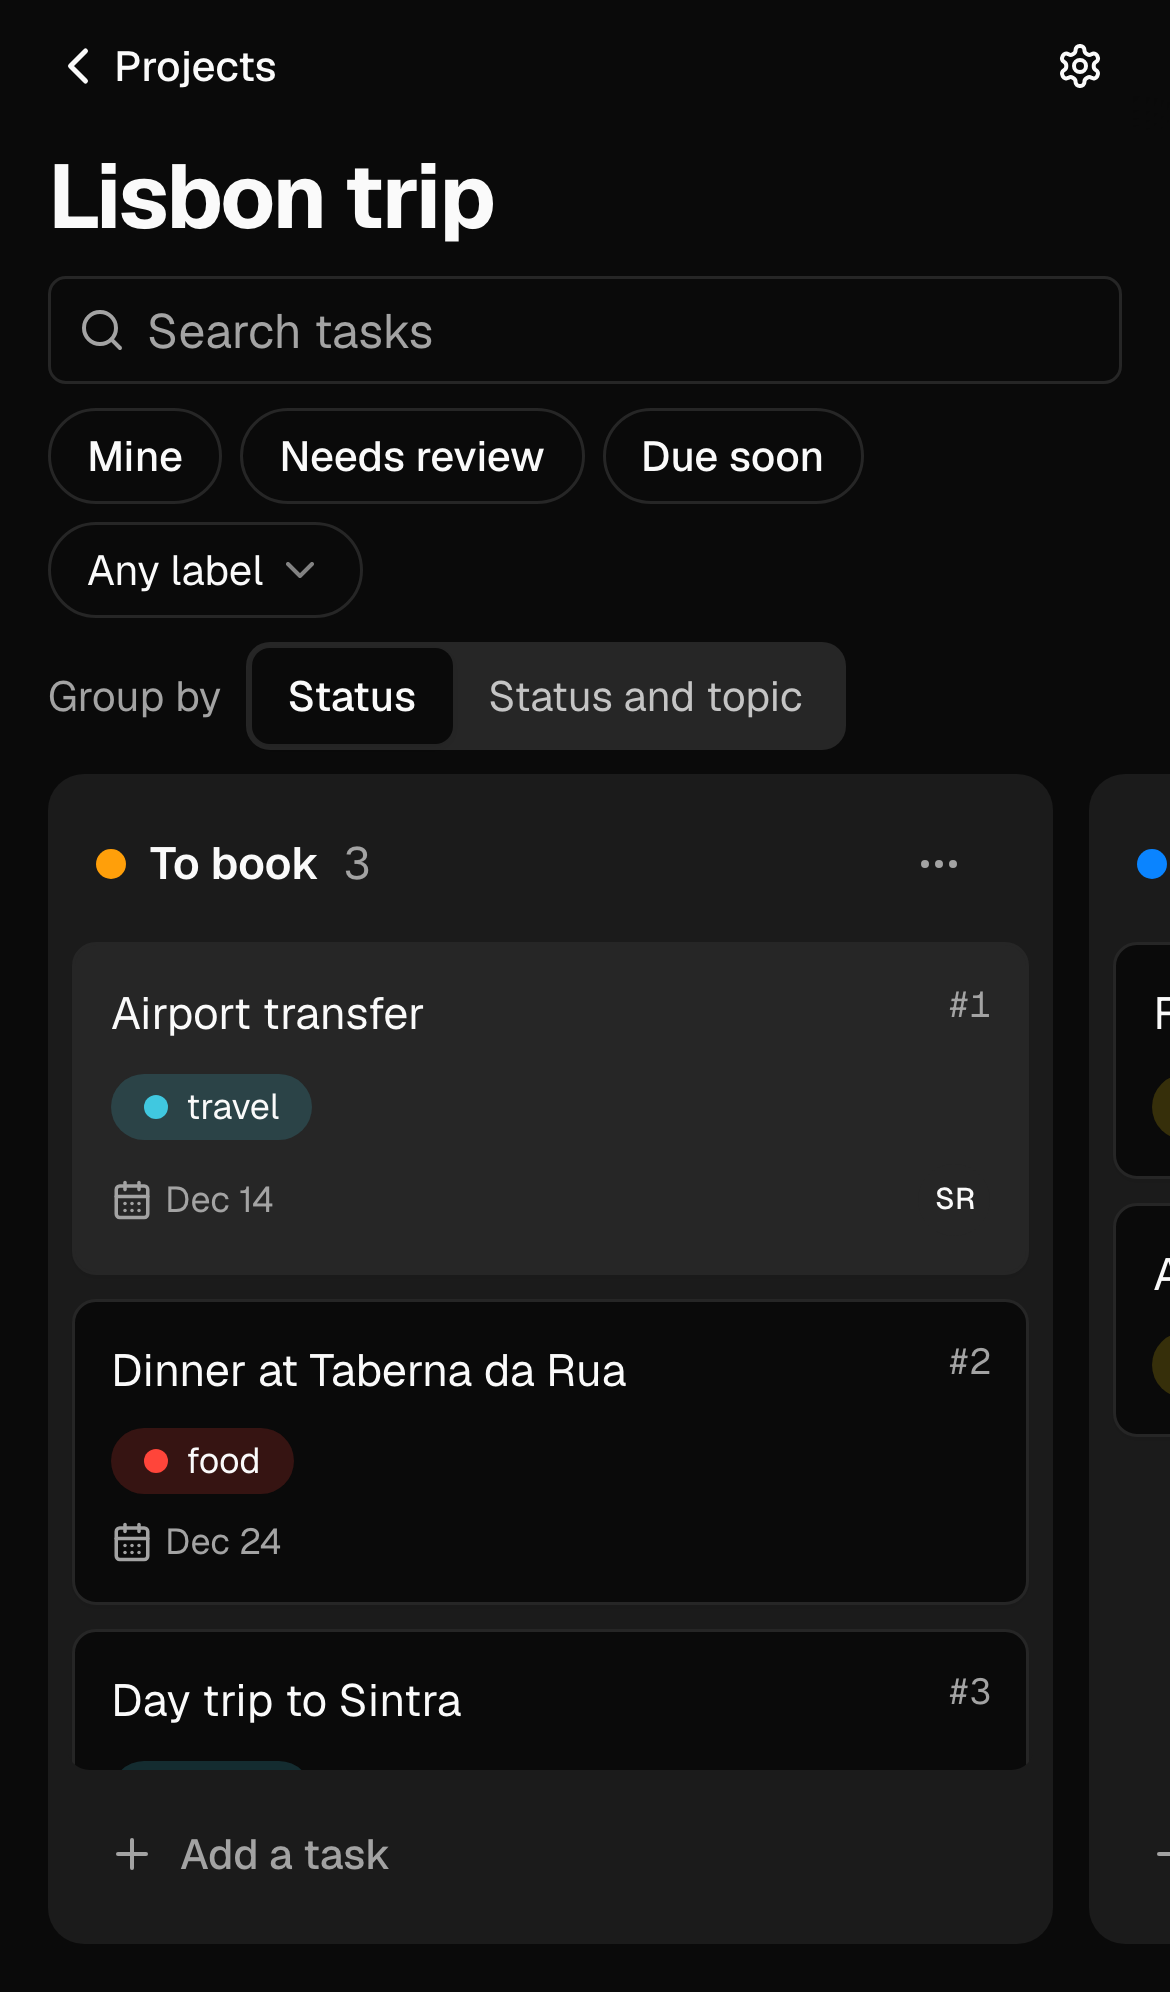 Projects
Lisbon trip
Search tasks
Mine
Needs review
Due soon
Any label
Group by
Status
Status and topic
To book 3
Airport transfer
#1
travel
Dec 14
SR
Dinner at Taberna da Rua
#2
food
Dec 24
Day trip to Sintra
#3
Add a task